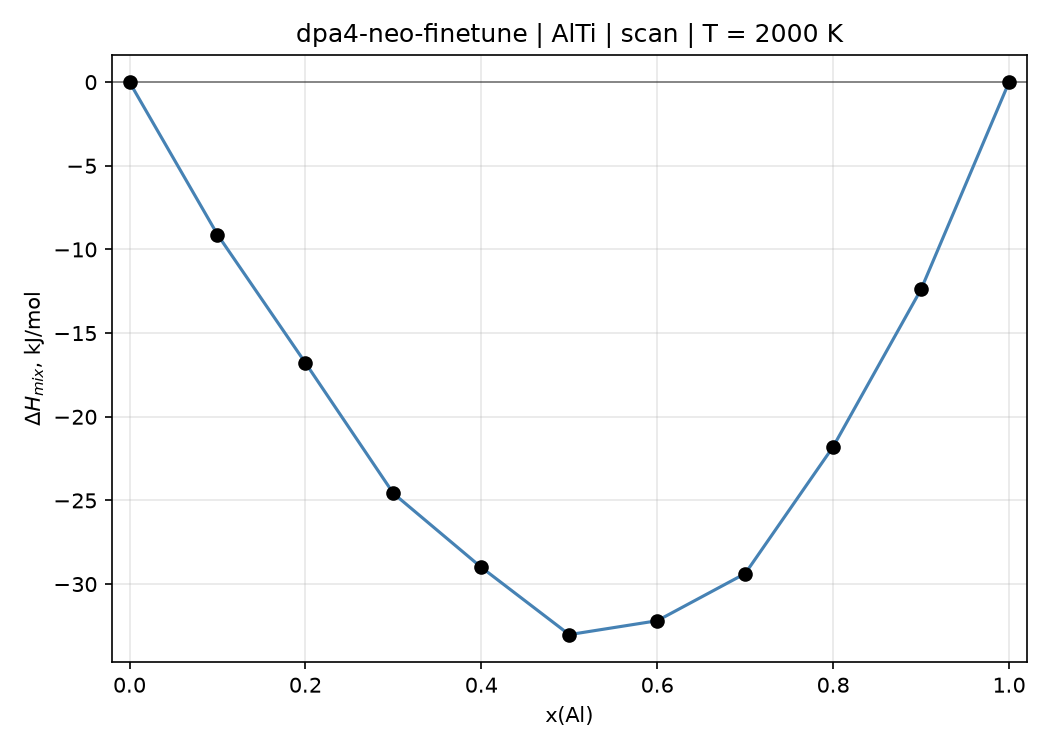 dpa4-neo-finetune | AlTi | scan | T = 2000 K
ΔH_mix, kJ/mol
0
−5
−10
−15
−20
−25
−30
0.0 0.2 0.4 0.6 0.8 1.0
x(Al)